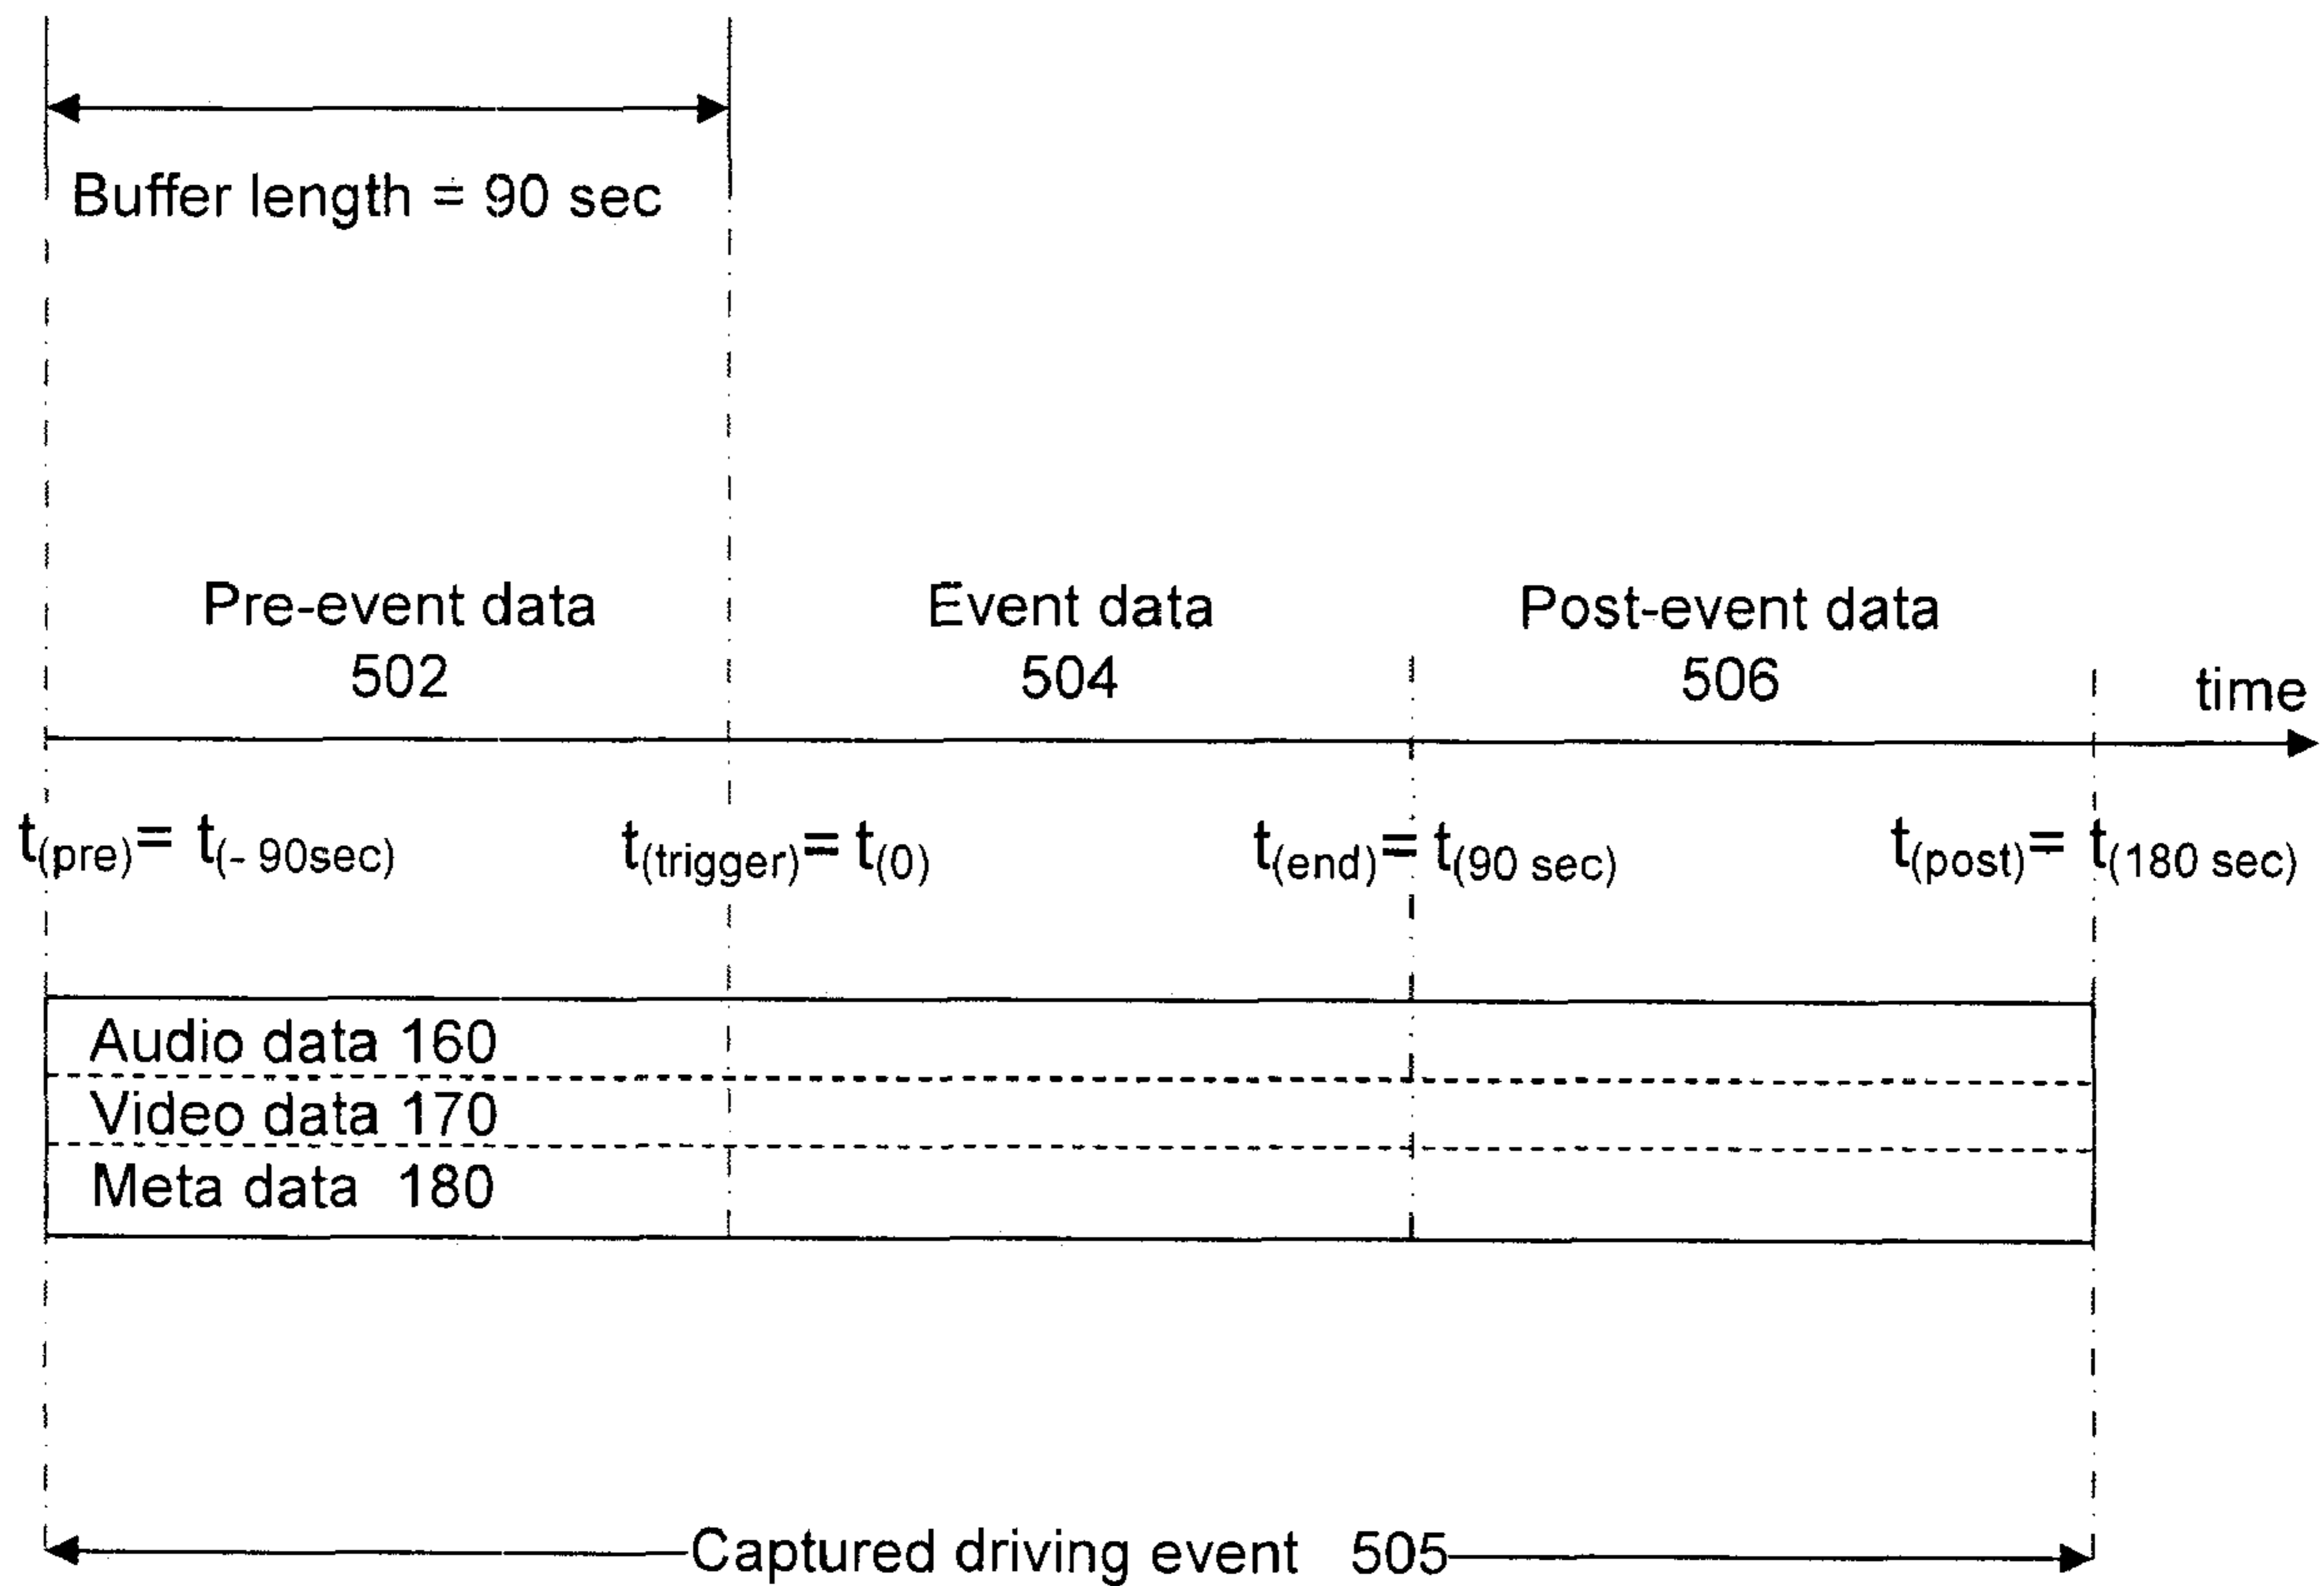 Buffer length = 90 sec
Pre-event data
502
Event data
504
Post-event data
506
time
t(pre)= t(- 90sec)
t(trigger)= t(0)
t(end)= t(90 sec)
t(post)= t(180 sec)
Audio data 160
Video data 170
Meta data 180
Captured driving event 505